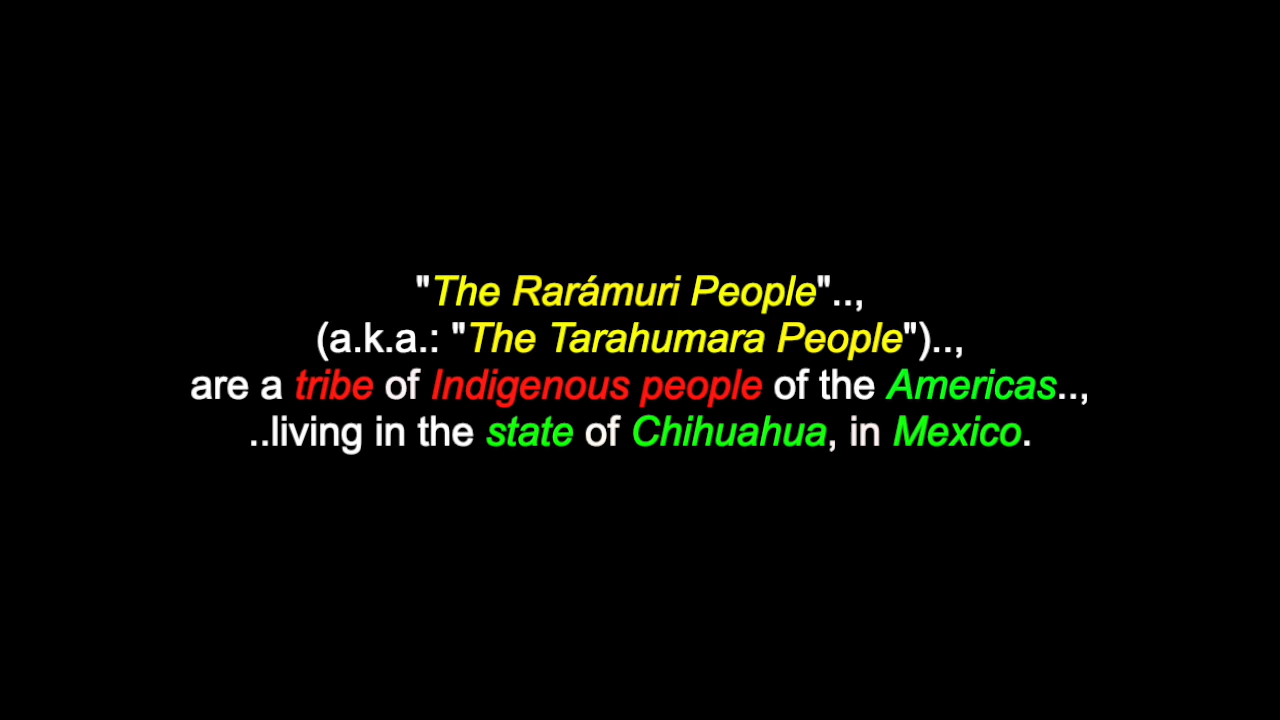 "The Rarámuri People"..,
(a.k.a.: "The Tarahumara People")..,
are a tribe of Indigenous people of the Americas..,
..living in the state of Chihuahua, in Mexico.